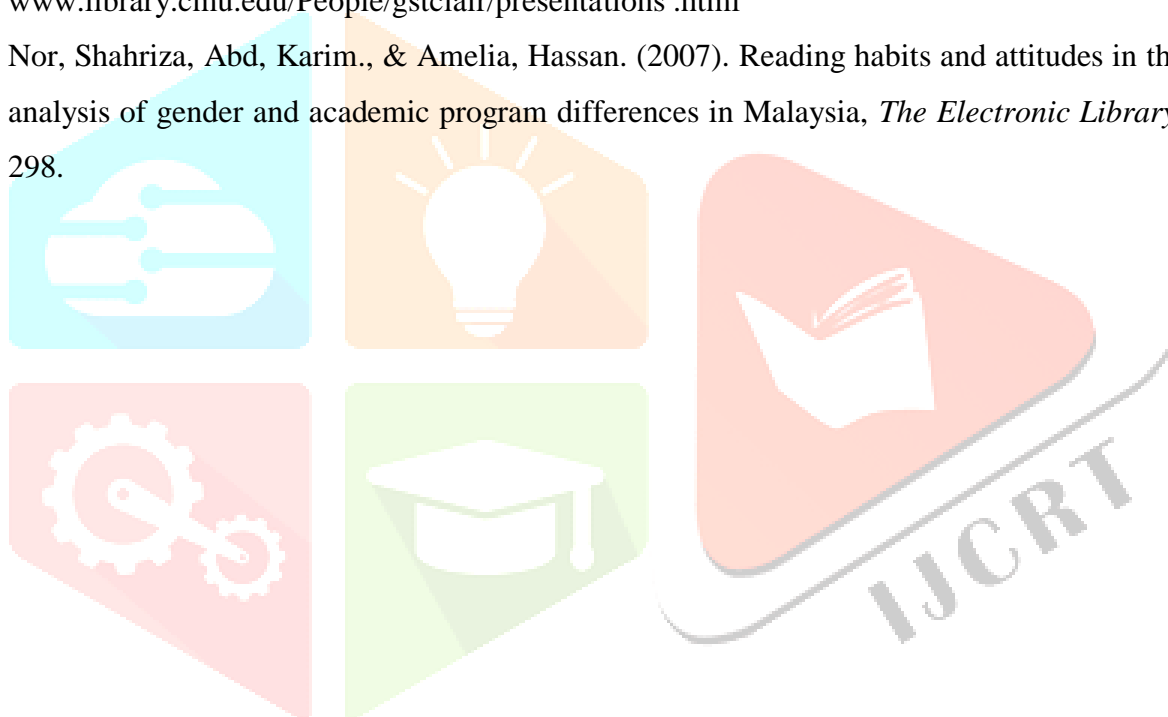 www.library.cmu.edu/People/gstclair/presentations .html
Nor, Shahriza, Abd, Karim., & Amelia, Hassan. (2007). Reading habits and attitudes in th
analysis of gender and academic program differences in Malaysia, The Electronic Library
298.
IJCRT